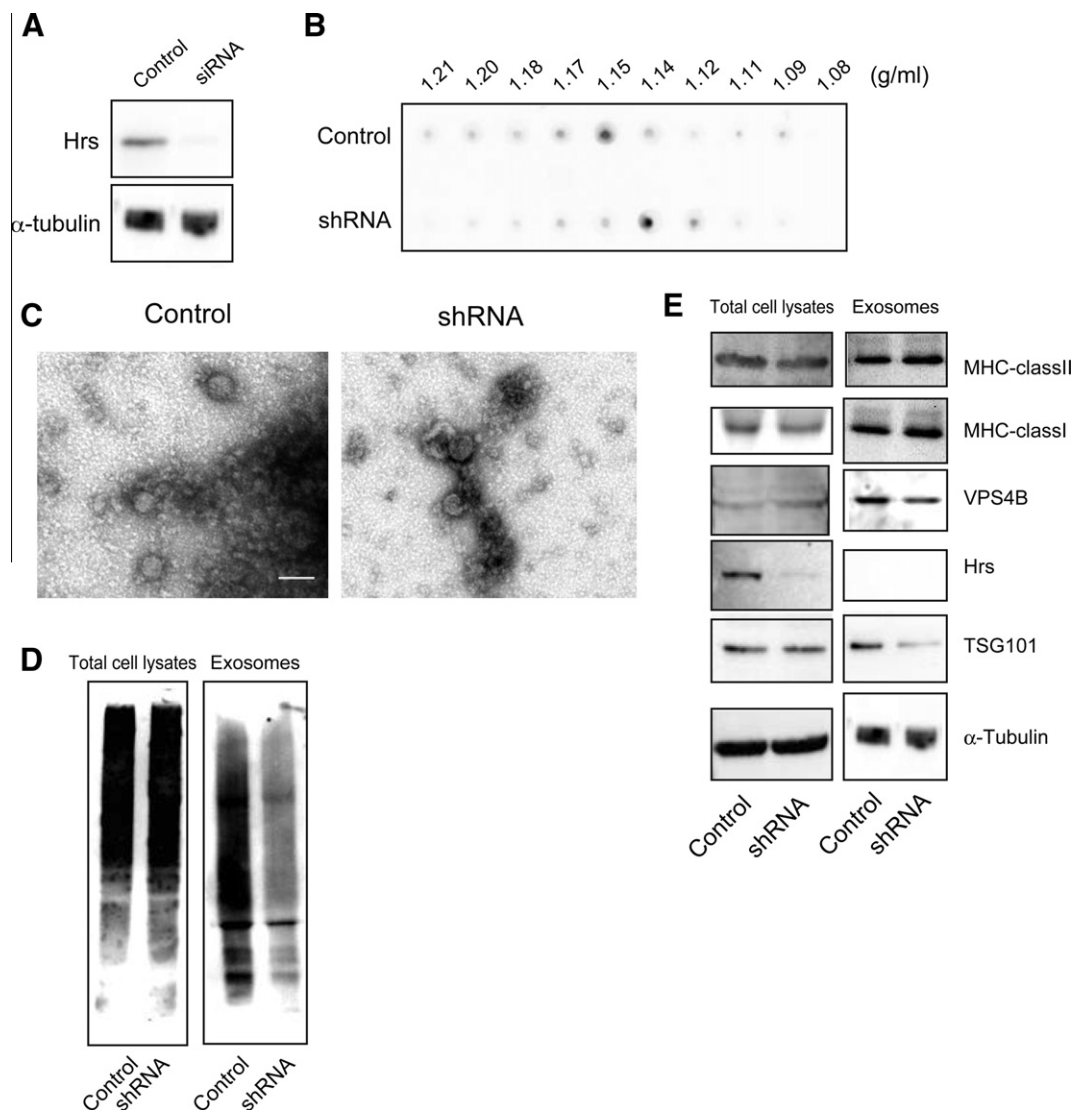 A
Control
siRNA
Hrs
α-tubulin
B
1.21 1.20 1.18 1.17 1.15 1.14 1.12 1.11 1.09 1.08 (g/ml)
Control
shRNA
C
Control
shRNA
D
Total cell lysates
Exosomes
Control
shRNA
Control
shRNA
E
Total cell lysates
Exosomes
MHC-classII
MHC-classI
VPS4B
Hrs
TSG101
α-Tubulin
Control
shRNA
Control
shRNA